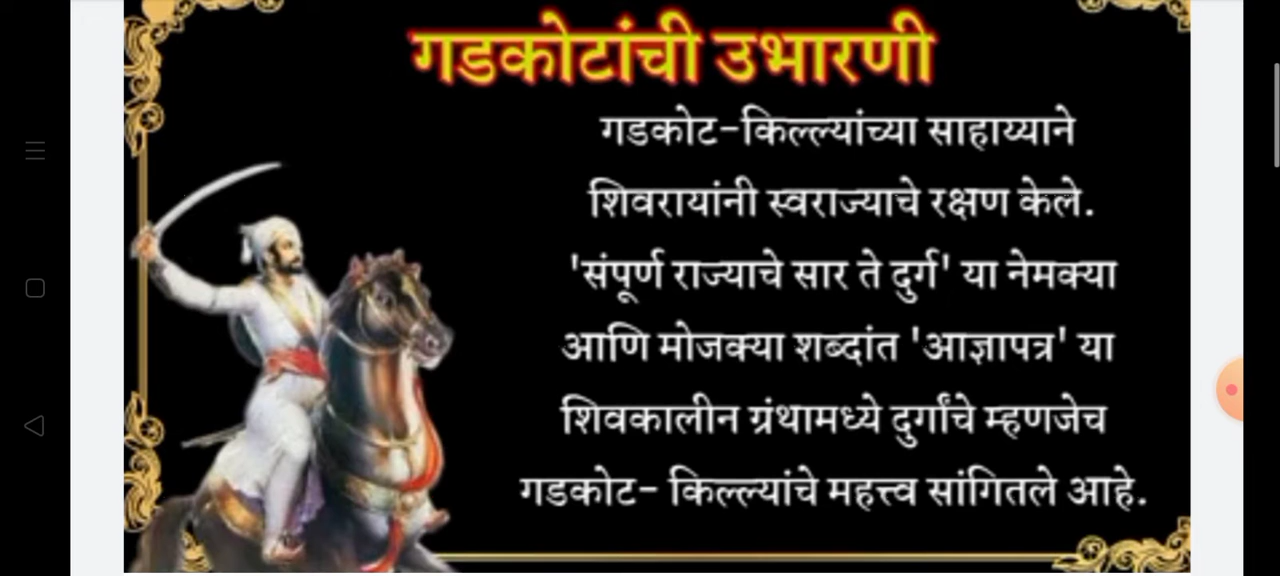 गडकोटांची उभारणी
गडकोट-किल्ल्यांच्या साहाय्याने
शिवरायांनी स्वराज्याचे रक्षण केले.
'संपूर्ण राज्याचे सार ते दुर्ग' या नेमक्या
आणि मोजक्या शब्दांत 'आज्ञापत्र' या
शिवकालीन ग्रंथामध्ये दुर्गांचे म्हणजेच
गडकोट- किल्ल्यांचे महत्त्व सांगितले आहे.